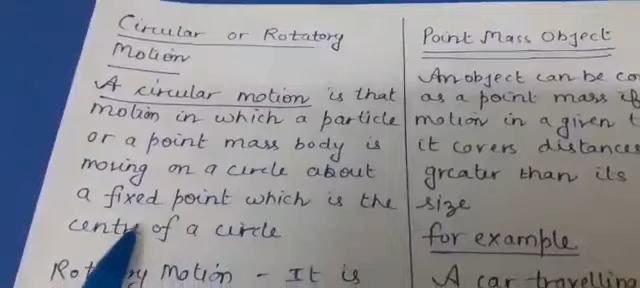 Circular or Rotatory
Motion
A circular motion is that
motion in which a particle
or a point mass body is
moving on a circle about
a fixed point which is the
of a circle
Motion - It is
Point Mass Object
An object can be
as a point mass
motion in a given
it covers distances
greater than its
size
for example
A car travelling